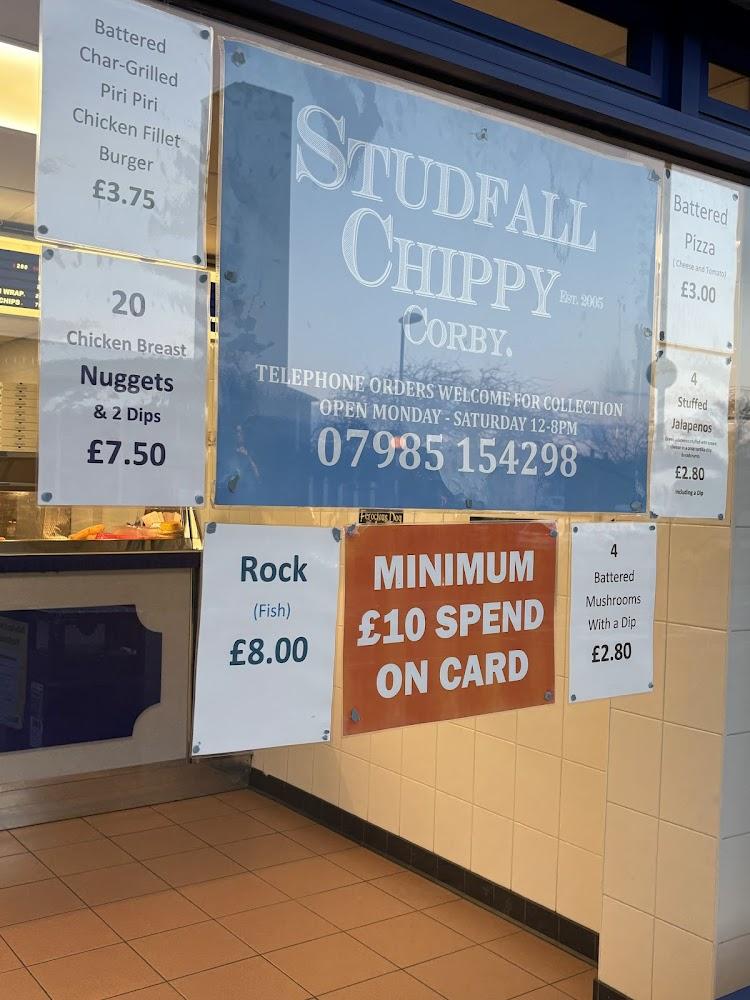 Battered
Char-Grilled
Piri Piri
Chicken Fillet
Burger
£3.75
20
Chicken Breast
Nuggets
& 2 Dips
£7.50
WRAP.
CHIPS.
STUDFALL
CHIPPY
EST. 2005
CORBY.
TELEPHONE ORDERS WELCOME FOR COLLECTION
OPEN MONDAY - SATURDAY 12-8PM
07985 154298
Battered
Pizza
(Cheese and Tomato)
£3.00
4
Stuffed
Jalapenos
£2.80
Including a Dip
Rock
(Fish)
£8.00
MINIMUM
£10 SPEND
ON CARD
4
Battered
Mushrooms
With a Dip
£2.80